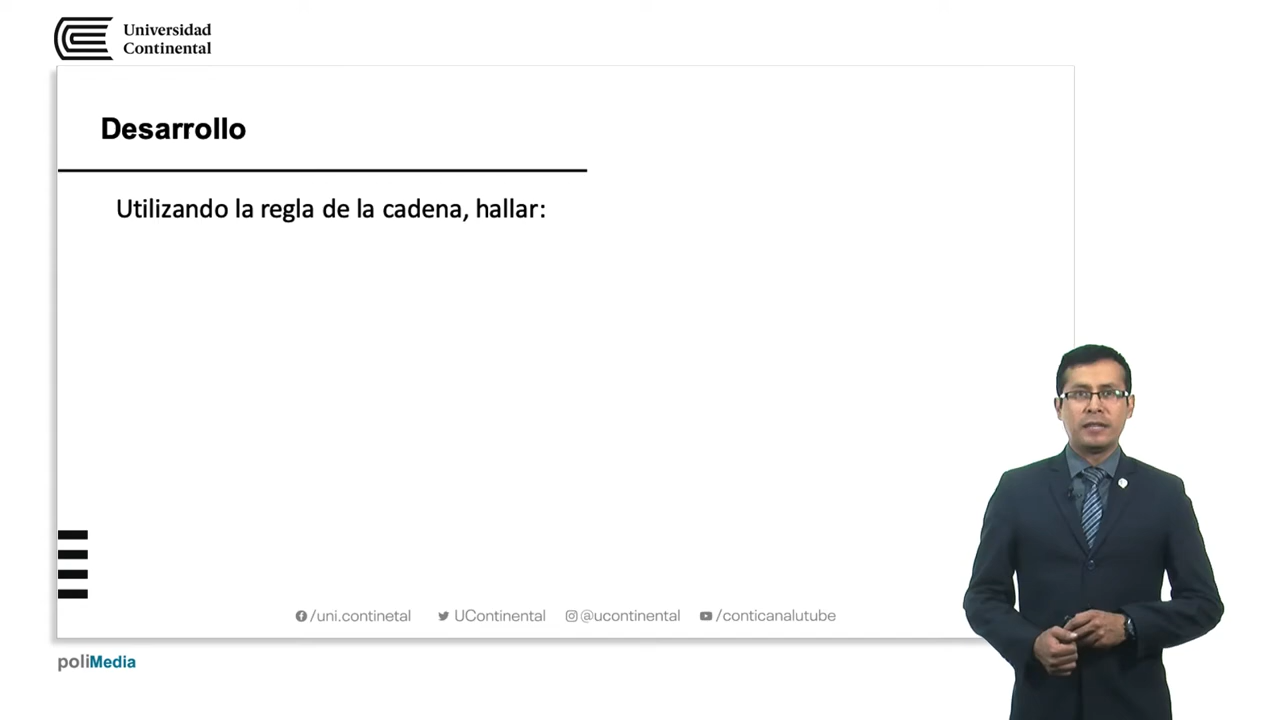 Universidad
Continental
Desarrollo
Utilizando la regla de la cadena, hallar:
/uni.continetal UContinental @ucontinental /conticanalutube
poliMedia